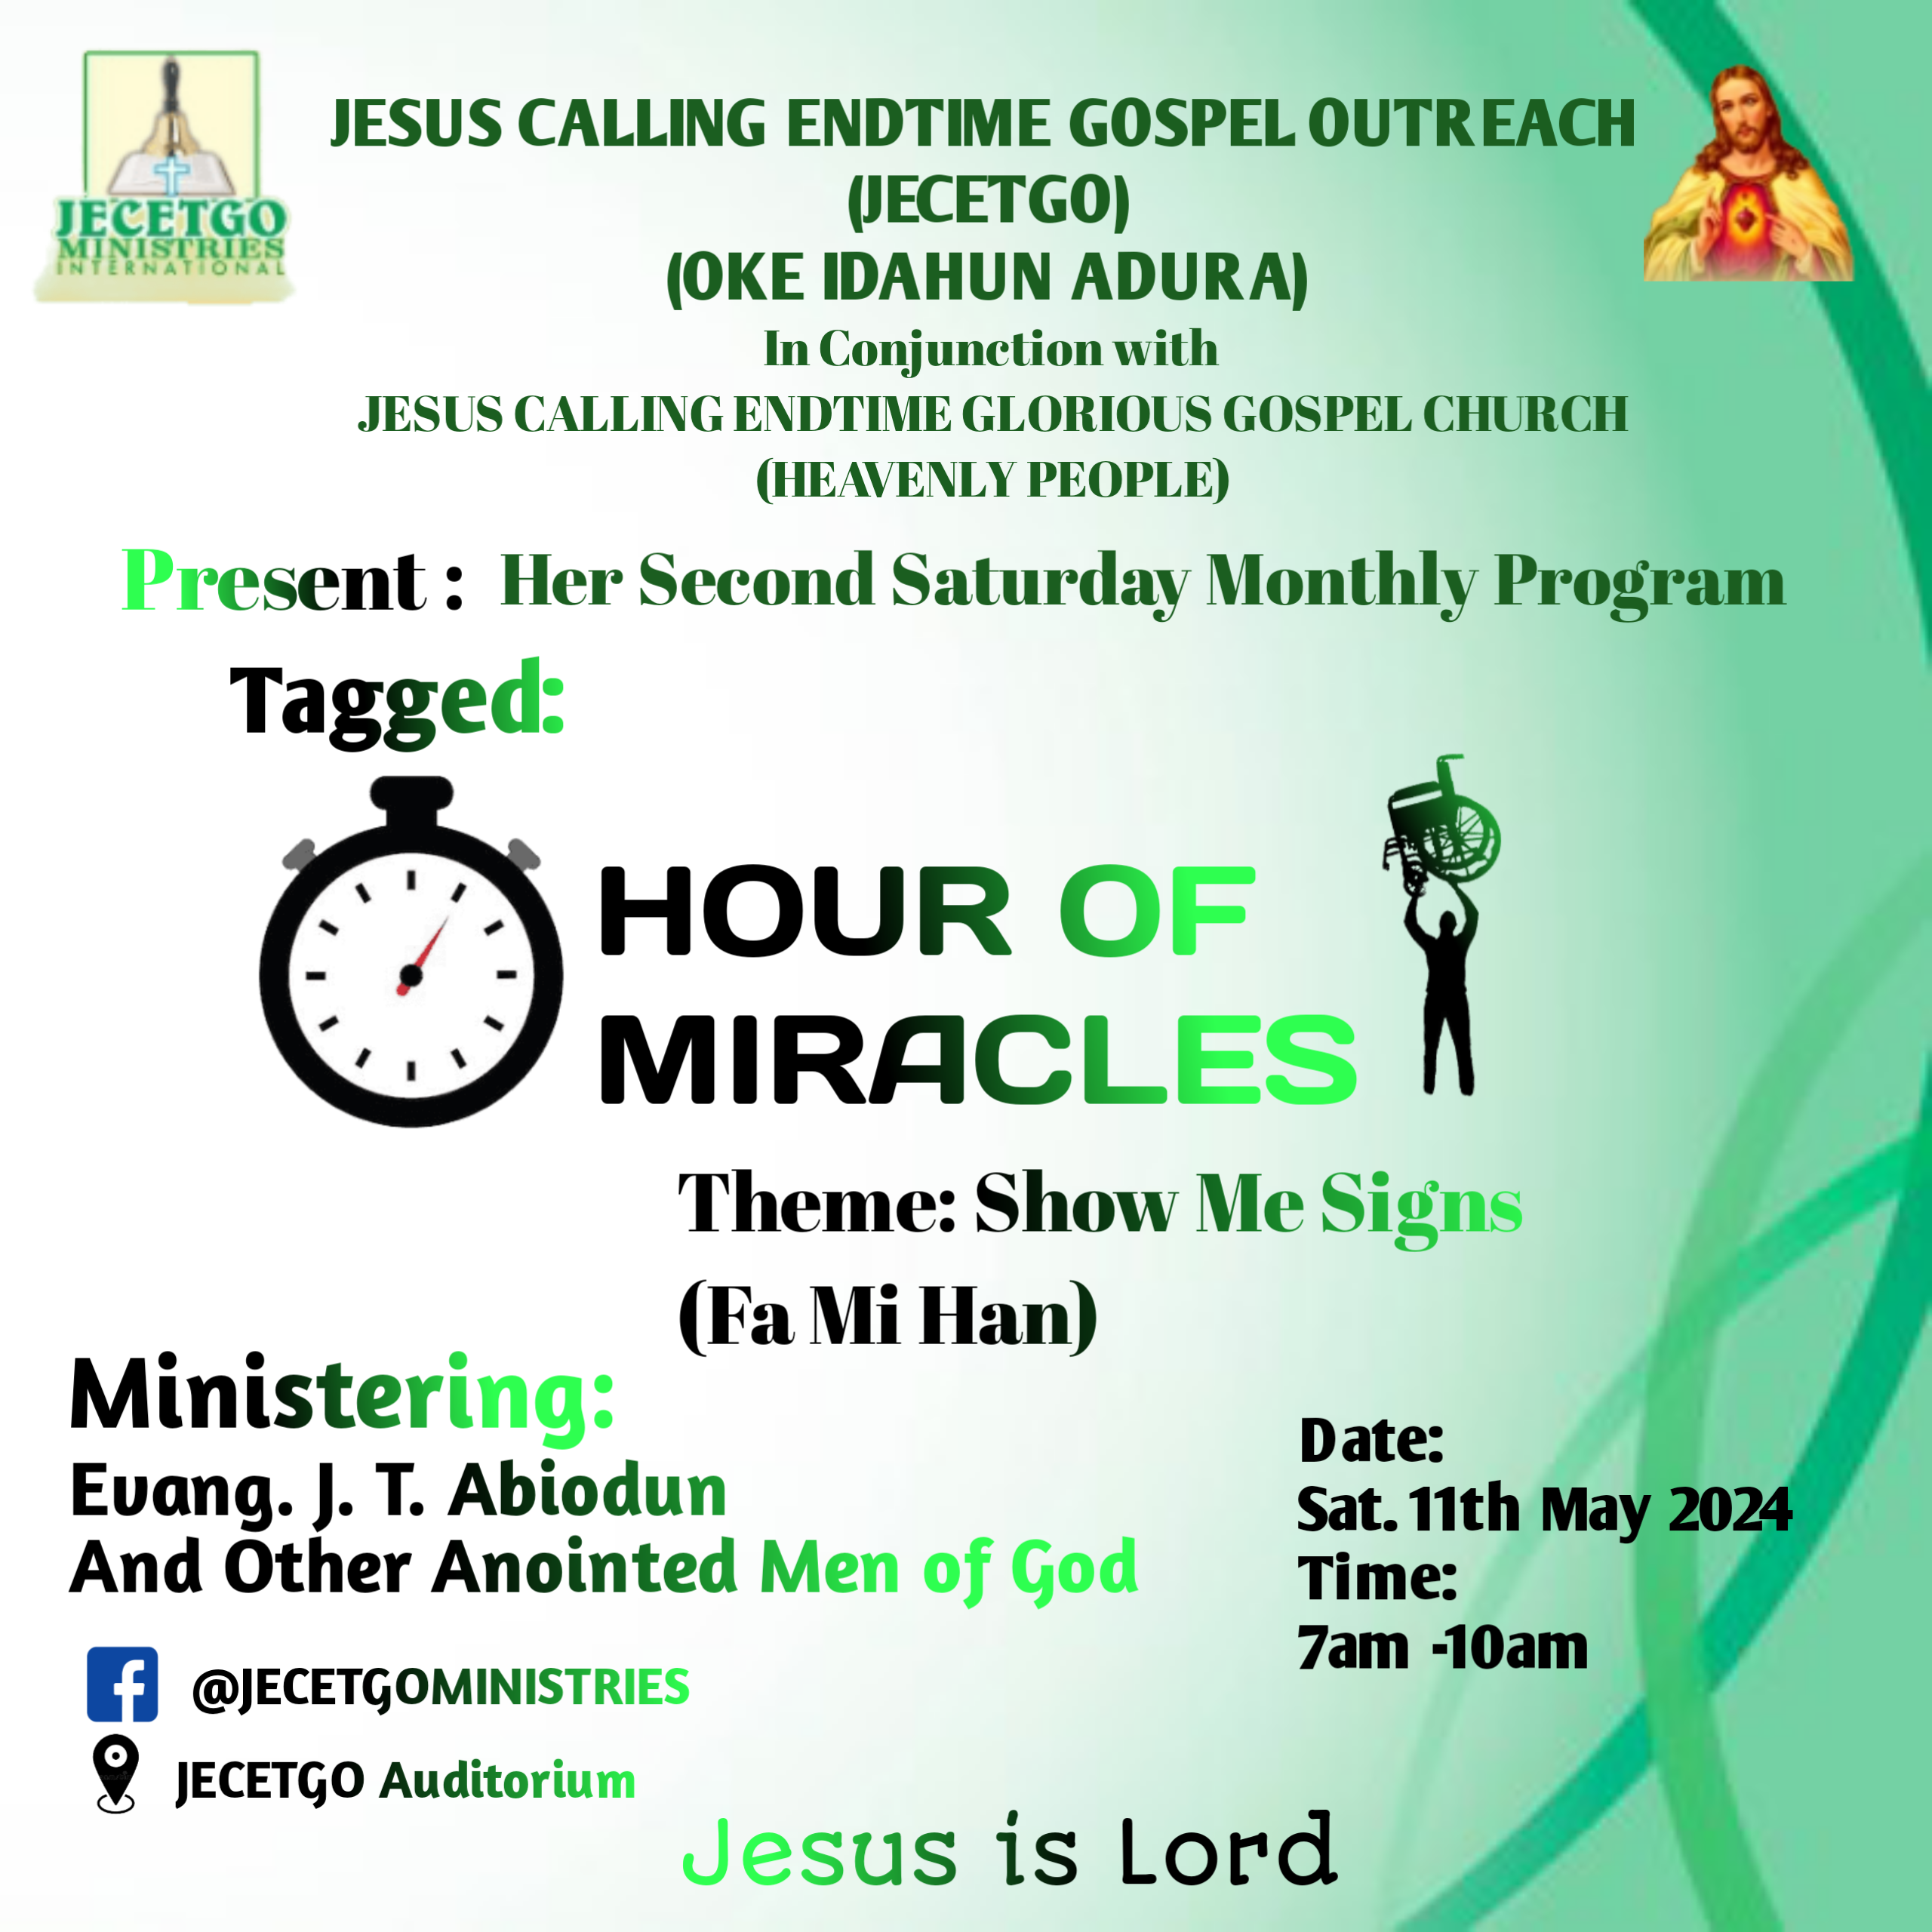 JECETGO
MINISTRIES
INTERNATIONAL
JESUS CALLING ENDTIME GOSPEL OUTREACH
(JECETGO)
(OKE IDAHUN ADURA)
In Conjunction with
JESUS CALLING ENDTIME GLORIOUS GOSPEL CHURCH
(HEAVENLY PEOPLE)
Present : Her Second Saturday Monthly Program
Tagged:
HOUR OF
MIRACLES
Theme: Show Me Signs
(Fa Mi Han)
Ministering:
Evang. J. T. Abiodun
And Other Anointed Men of God
Date:
Sat. 11th May 2024
Time:
7am -10am
@JECETGOMINISTRIES
JECETGO Auditorium
Jesus is Lord